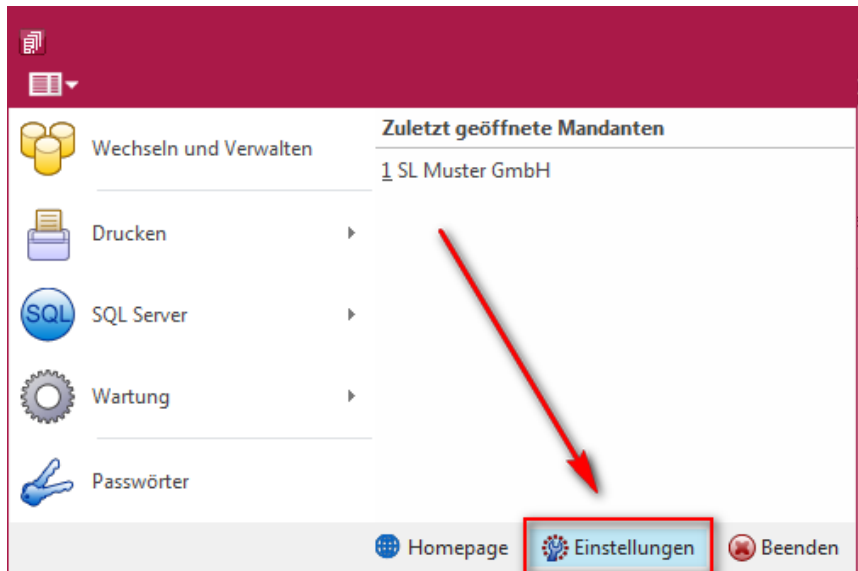 Wechseln und Verwalten
Drucken
SQL
SQL Server
Wartung
Passwörter
Zuletzt geöffnete Mandanten
1 SL Muster GmbH
Homepage
Einstellungen
Beenden